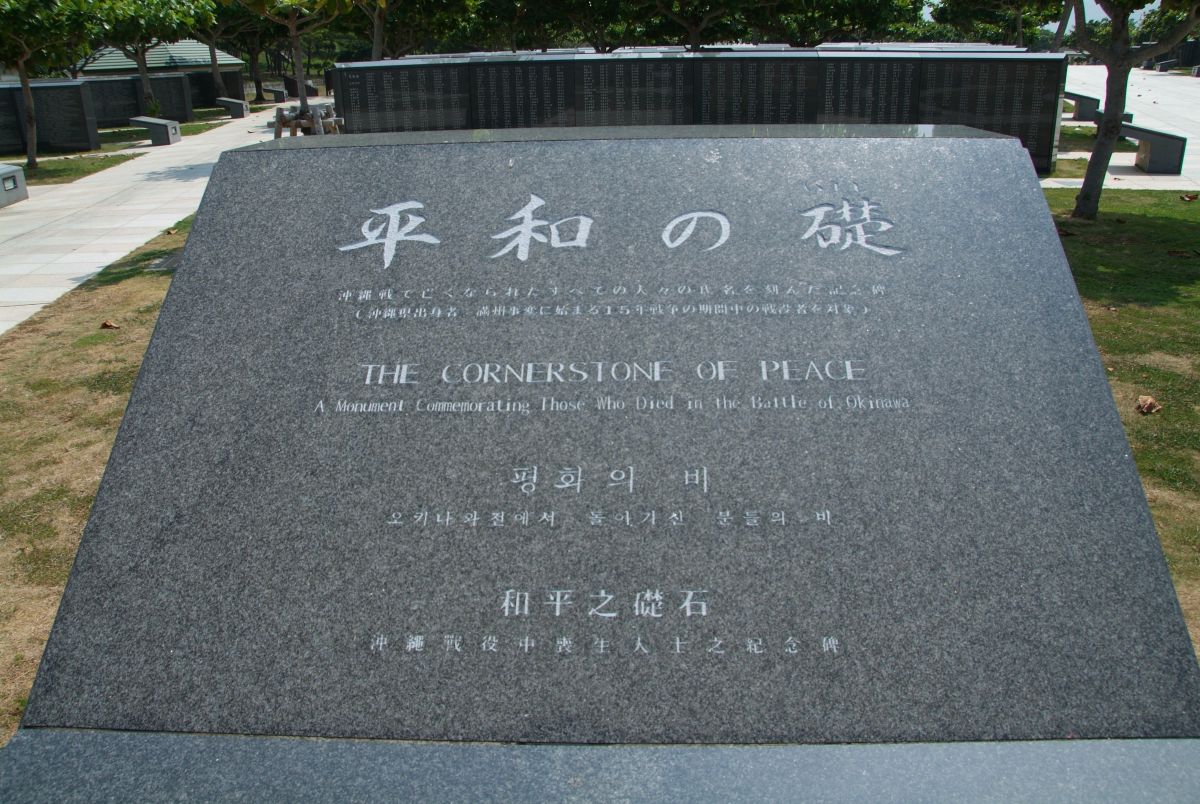 いしじ
平和の礎
沖縄戦で亡くなられたすべての人々の氏名を刻んだ記念碑
(沖縄県出身者 満州事変に始まる15年戦争の期間中の戦没者を対象)
THE CORNERSTONE OF PEACE
A Monument Commemorating Those Who Died in the Battle of Okinawa
평화의 비
오키나와전에서 돌아가신 분들의 비
和平之礎石
沖繩戰役中喪生人士之紀念碑